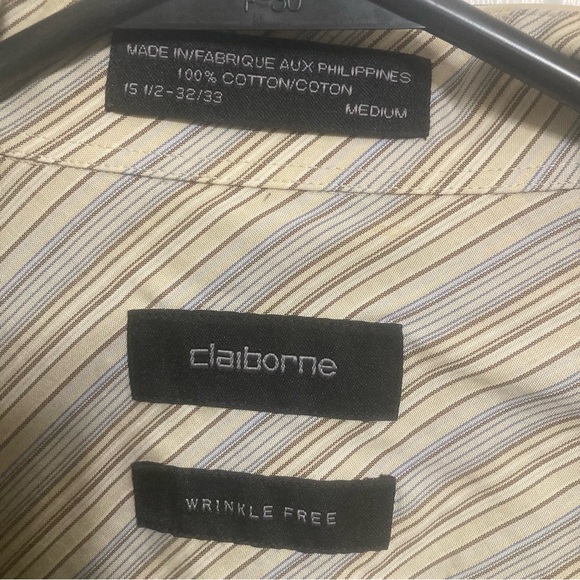 MADE IN/FABRIQUE AUX PHILIPPINES
100% COTTON/COTON
15 1/2-32/33 MEDIUM
claiborne
WRINKLE FREE